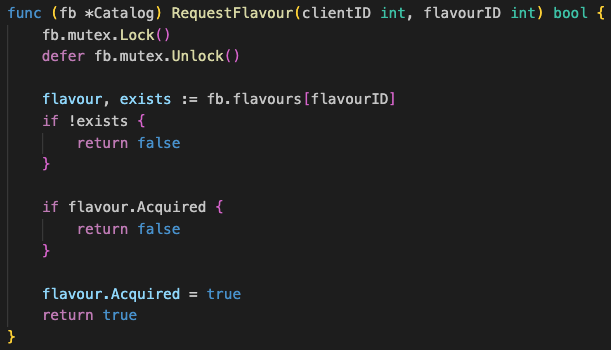 func (fb *Catalog) RequestFlavour(clientID int, flavourID int) bool {
    fb.mutex.Lock()
    defer fb.mutex.Unlock()

    flavour, exists := fb.flavours[flavourID]
    if !exists {
        return false
    }

    if flavour.Acquired {
        return false
    }

    flavour.Acquired = true
    return true
}